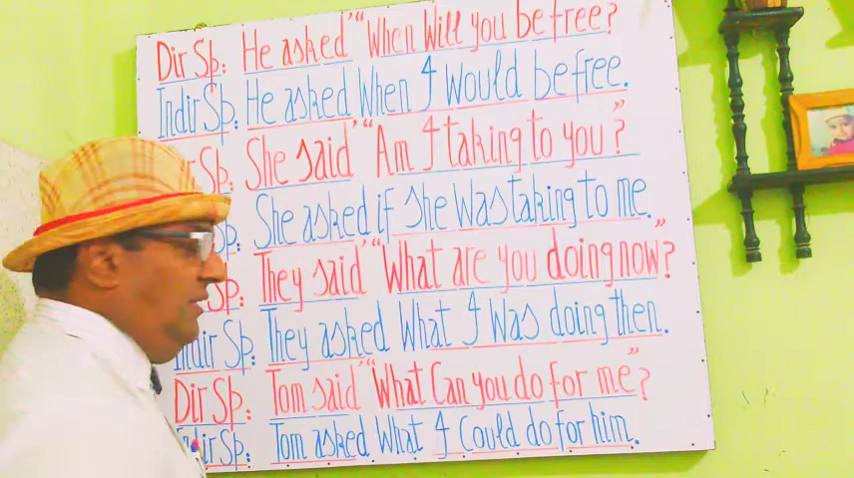 Dir Sp: He asked "When Will you be free?
Indir Sp: He asked When I Would be free.
Sp: She said "Am I taking to you?"
Sp: She asked if She Was taking to me.
Sp: They said "What are you doing now"?
Indir Sp: They asked What I Was doing then.
Dir Sp: Tom said "What Can you do for me"?
Indir Sp: Tom asked What I Could do for him.